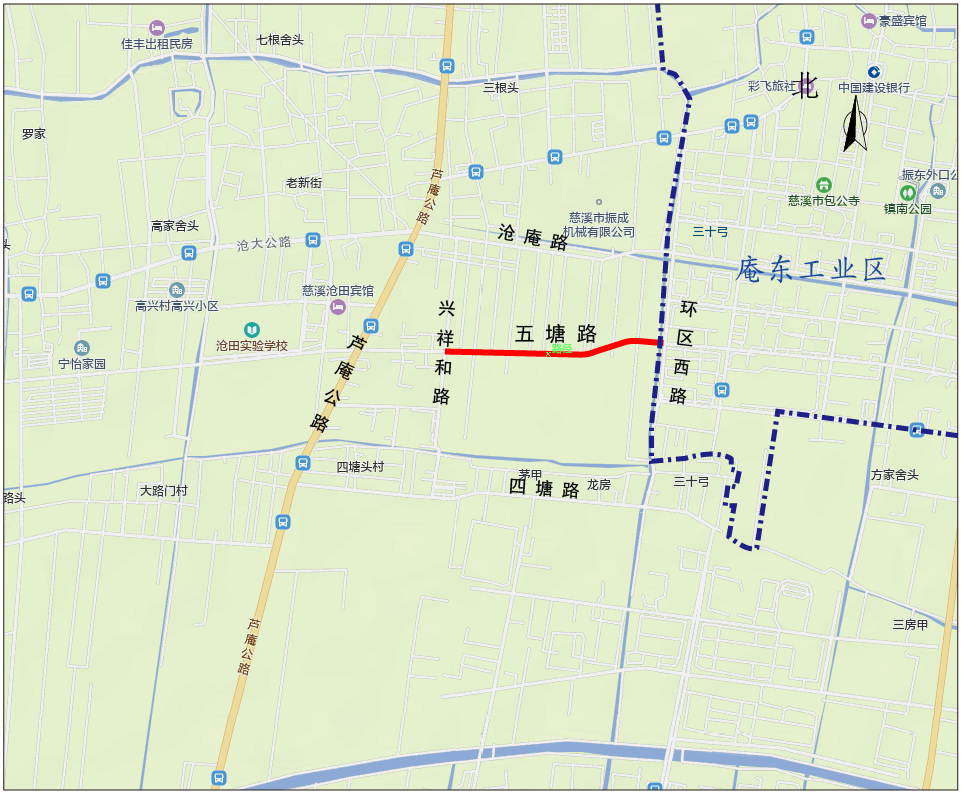 豪盛宾馆
佳丰出租民房
七根舍头
三根头
彩飞旅社
北
中国建设银行
罗家
老新街
芦庵公路
振东外口公
慈溪市包公寺
镇南公园
高家舍头
慈溪市振成
机械有限公司
沧庵路
三十弓
沧大公路
头
庵东工业区
高兴村高兴小区
慈溪沧田宾馆
兴祥和路
环区西路
五塘路
沧田实验学校
芦庵公路
宁怡家园
四塘头村
茅甲
龙房
四塘路
三十弓
方家舍头
大路门村
路头
芦庵公路
三房甲